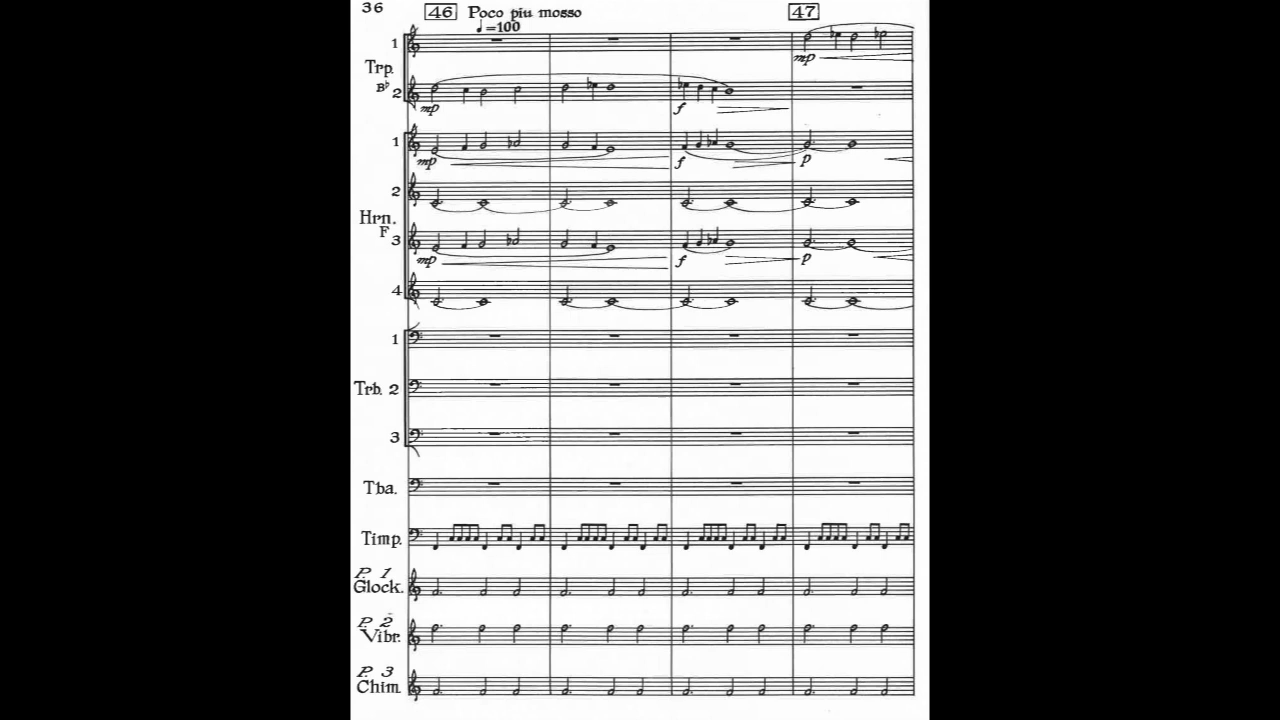 36 46 Poco piu mosso 47
♩=100
1
Trp. mp
B♭ 2
mp f
1
mp f p
2
Hrn.
F 3
mp f p
4
1
Trb. 2
3
Tba.
Timp.
P. 1
Glock.
P. 2
Vibr.
P. 3
Chim.